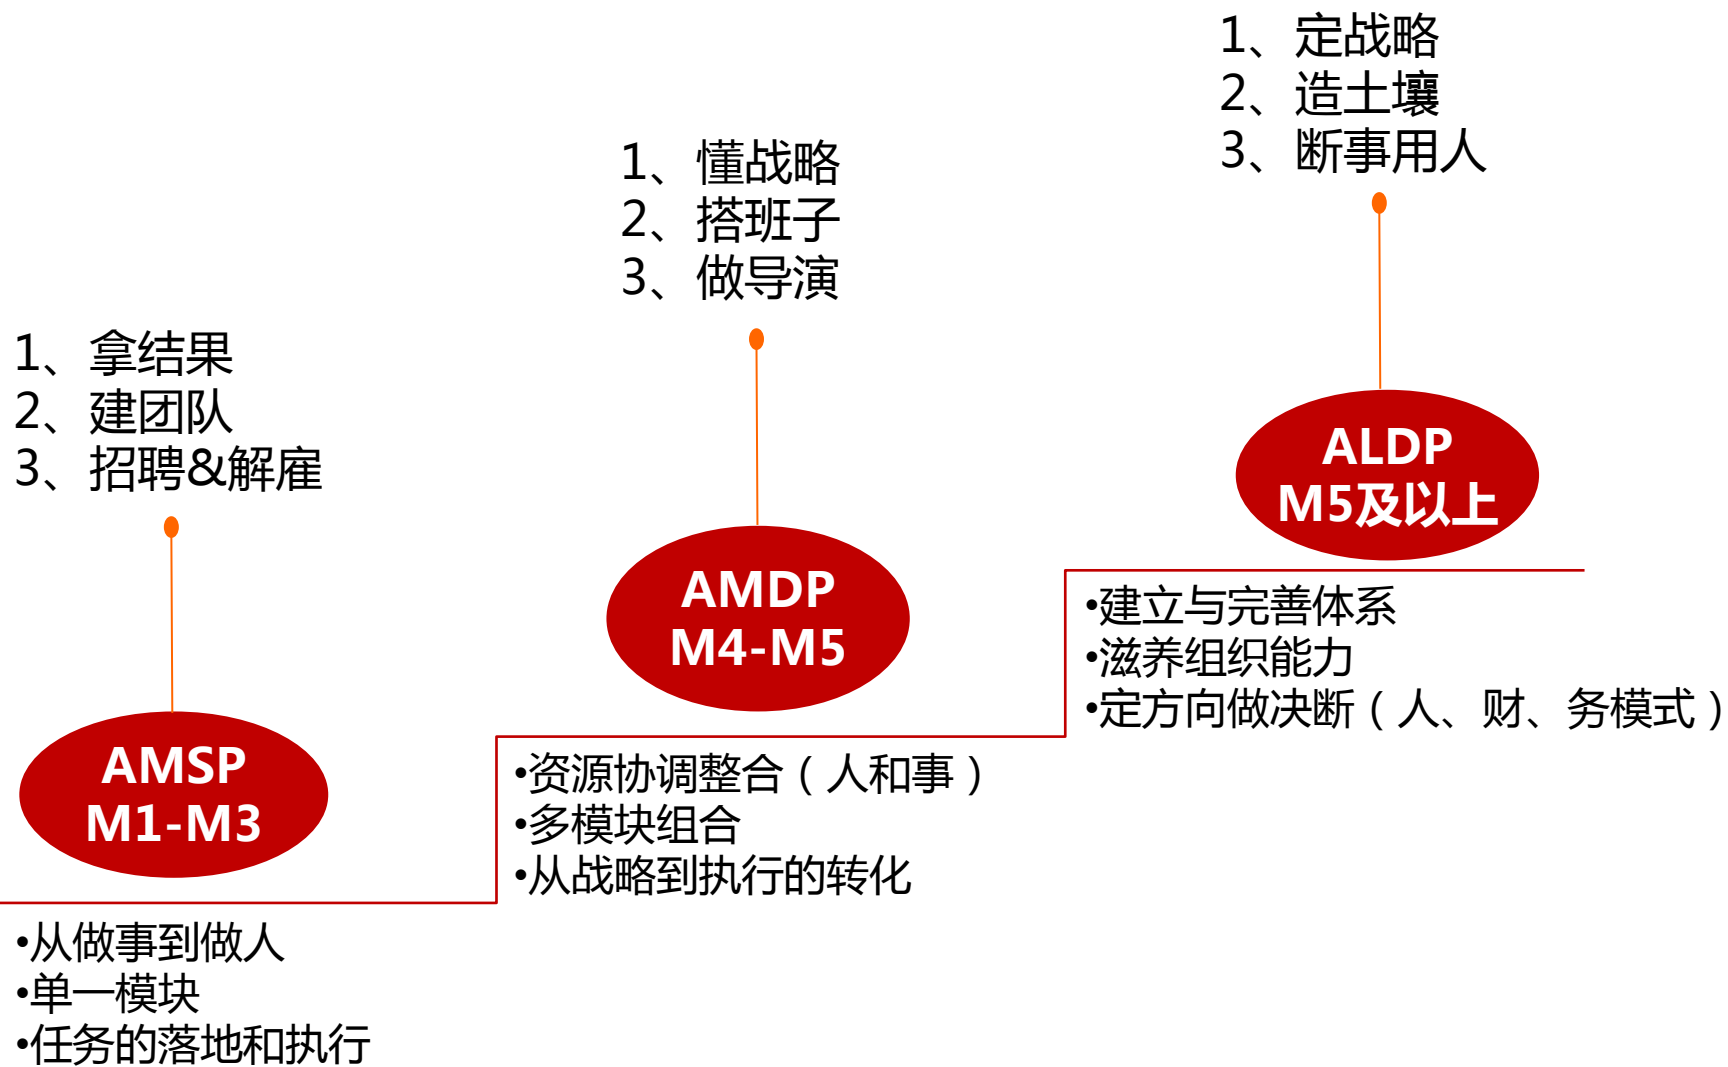 1、拿结果
2、建团队
3、招聘&解雇
AMSP
M1-M3
•从做事到做人
•单一模块
•任务的落地和执行
1、懂战略
2、搭班子
3、做导演
AMDP
M4-M5
•资源协调整合（人和事）
•多模块组合
•从战略到执行的转化
1、定战略
2、造土壤
3、断事用人
ALDP
M5及以上
•建立与完善体系
•滋养组织能力
•定方向做决断（人、财、务模式）